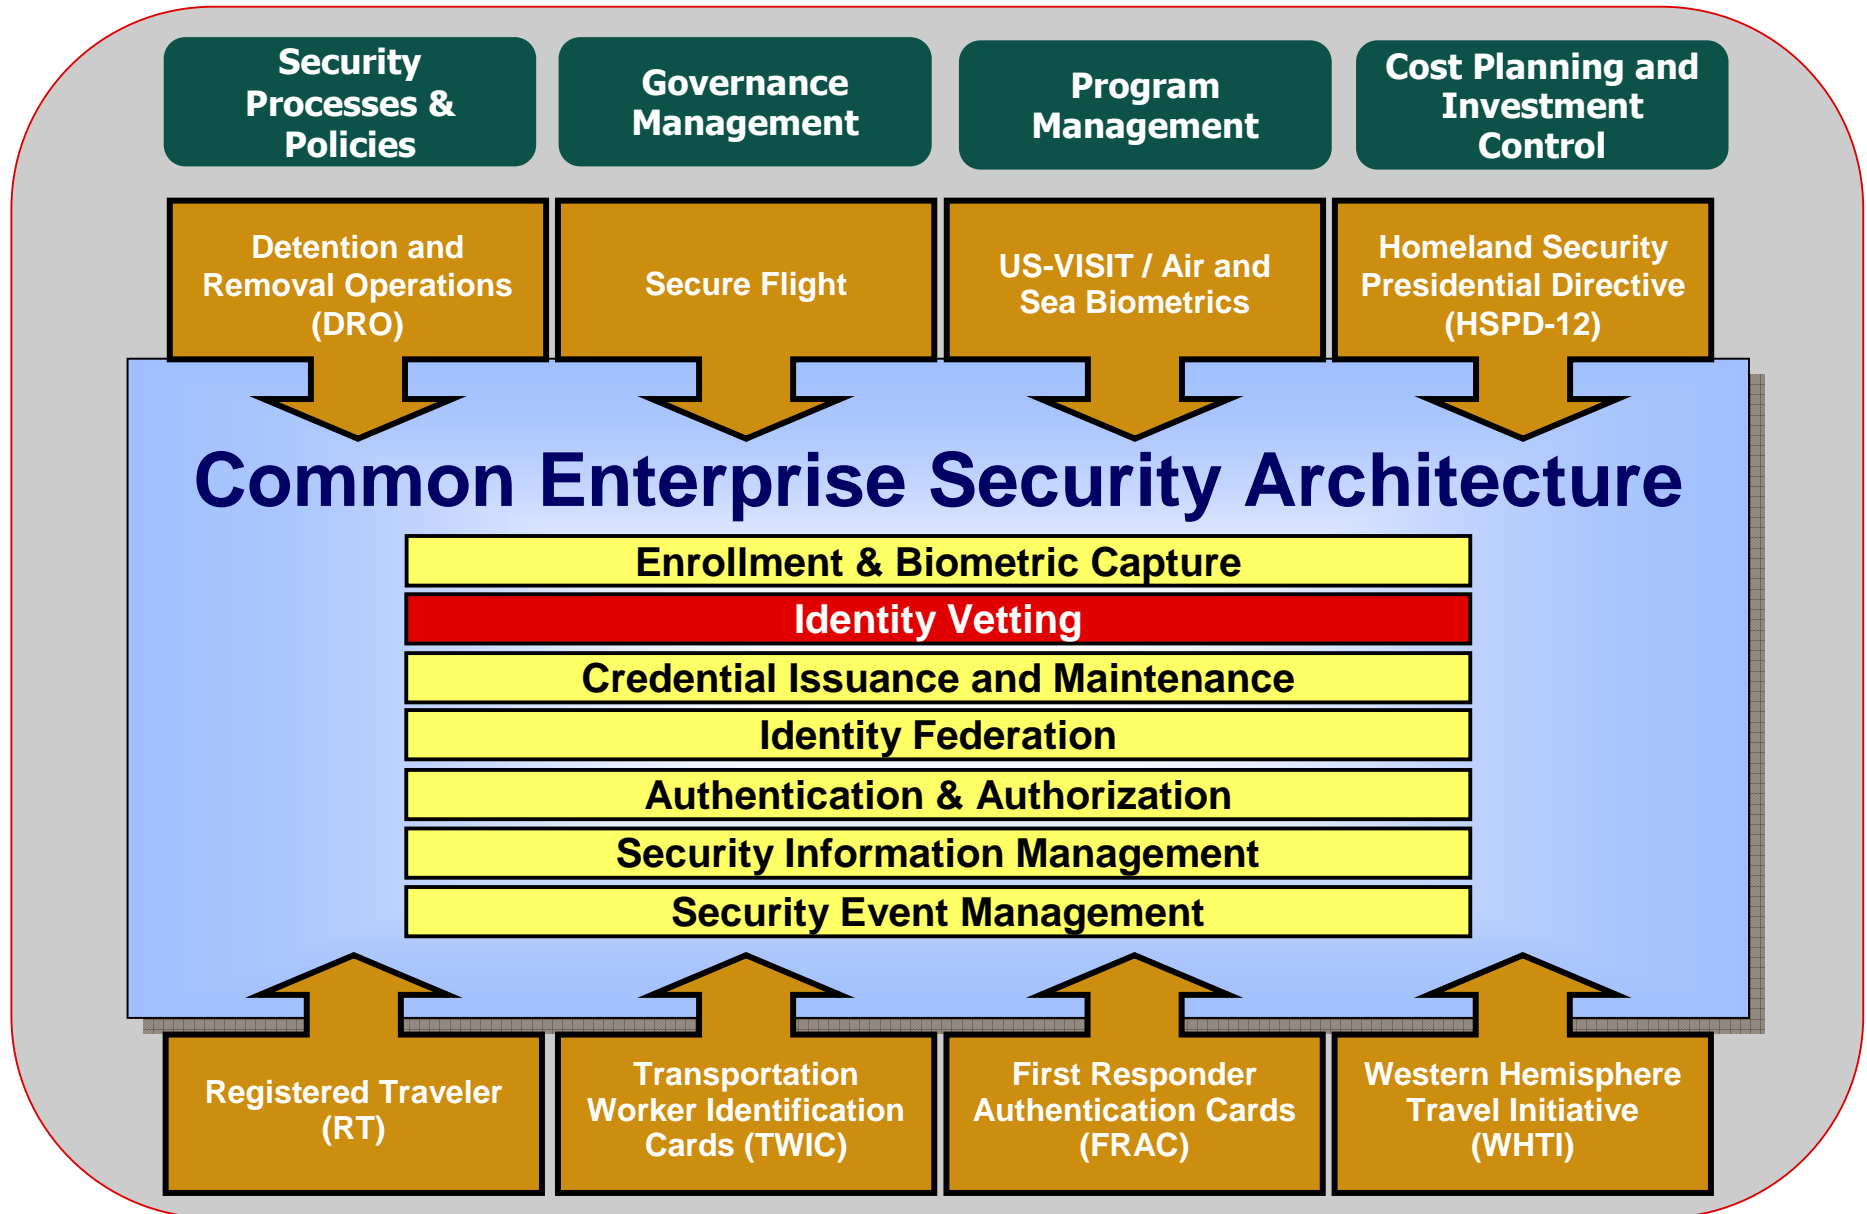 Security
Processes &
Policies
Governance
Management
Program
Management
Cost Planning and
Investment
Control
Detention and
Removal Operations
(DRO)
Secure Flight
US-VISIT / Air and
Sea Biometrics
Homeland Security
Presidential Directive
(HSPD-12)
Common Enterprise Security Architecture
Enrollment & Biometric Capture
Identity Vetting
Credential Issuance and Maintenance
Identity Federation
Authentication & Authorization
Security Information Management
Security Event Management
Registered Traveler
(RT)
Transportation
Worker Identification
Cards (TWIC)
First Responder
Authentication Cards
(FRAC)
Western Hemisphere
Travel Initiative
(WHTI)